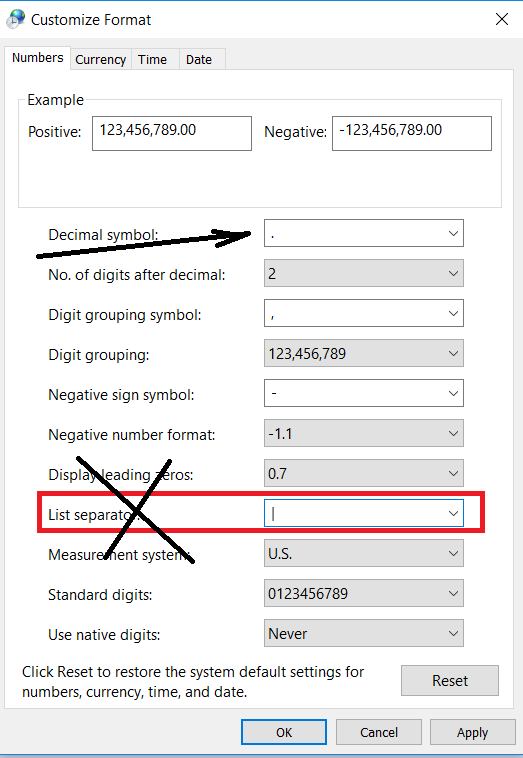 Customize Format
Numbers Currency Time Date
Example
Positive: 123,456,789.00 Negative: -123,456,789.00
Decimal symbol: .
No. of digits after decimal: 2
Digit grouping symbol: ,
Digit grouping: 123,456,789
Negative sign symbol: -
Negative number format: -1.1
Display leading zeros: 0.7
List separator: |
Measurement system: U.S.
Standard digits: 0123456789
Use native digits: Never
Click Reset to restore the system default settings for
numbers, currency, time, and date.
Reset
OK Cancel Apply